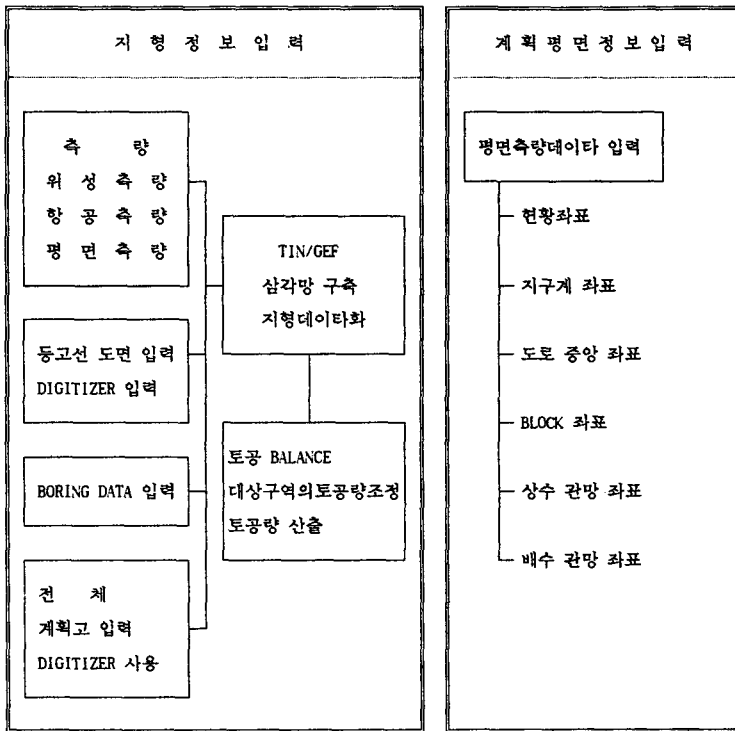 지 형 정 보 입 력
측 량
위 성 측 량
항 공 측 량
평 면 측 량
등고선 도면 입력
DIGITIZER 입력
BORING DATA 입력
전 체
계획고 입력
DIGITIZER 사용
TIN/GEF
삼각망 구축
지형데이타화
토공 BALANCE
대상구역의토공량조정
토공량 산출
계 획 평 면 정 보 입 력
평면측량데이타 입력
현황좌표
지구계 좌표
도로 중앙 좌표
BLOCK 좌표
상수 관망 좌표
배수 관망 좌표